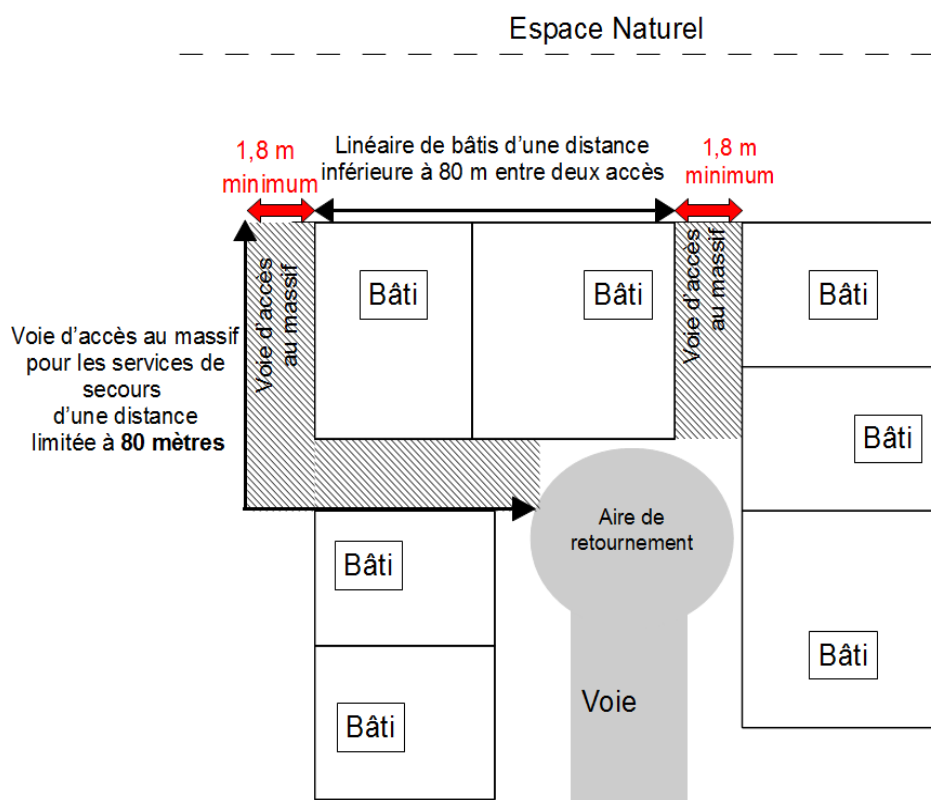 Espace Naturel
1,8 m
minimum
Linéaire de bâtis d’une distance
inférieure à 80 m entre deux accès
1,8 m
minimum
Voie d’accès
au massif
Bâti
Bâti
Voie d’accès
au massif
Bâti
Voie d’accès au massif
pour les services de
secours
d’une distance
limitée à 80 mètres
Bâti
Aire de
retournement
Bâti
Bâti
Voie
Bâti